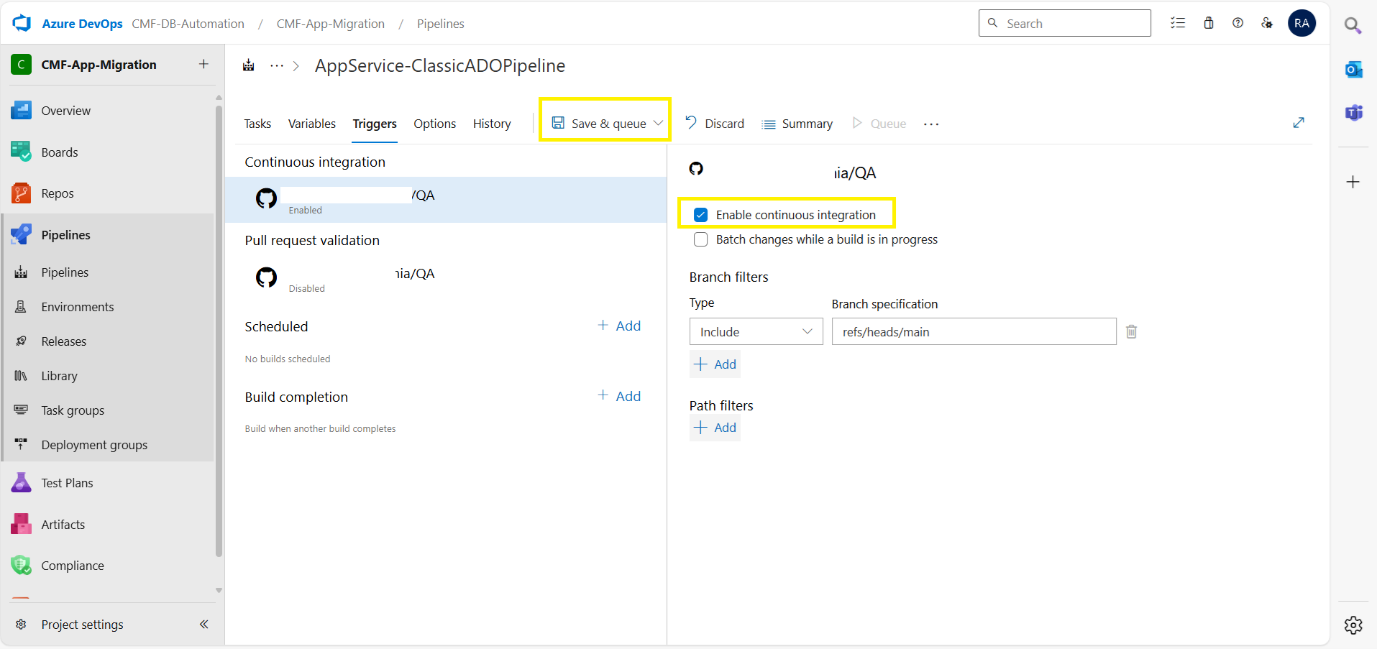 Azure DevOps CMF-DB-Automation / CMF-App-Migration / Pipelines
Search
RA
C CMF-App-Migration
Overview
Boards
Repos
Pipelines
Pipelines
Environments
Releases
Library
Task groups
Deployment groups
Test Plans
Artifacts
Compliance
Project settings
AppService-ClassicADOPipeline
Tasks Variables Triggers Options History Save & queue Discard Summary Queue
Continuous integration
/QA
Enabled
Pull request validation
nia/QA
Disabled
Scheduled + Add
No builds scheduled
Build completion + Add
Build when another build completes
ia/QA
Enable continuous integration
Batch changes while a build is in progress
Branch filters
Type Branch specification
Include refs/heads/main
+ Add
Path filters
+ Add